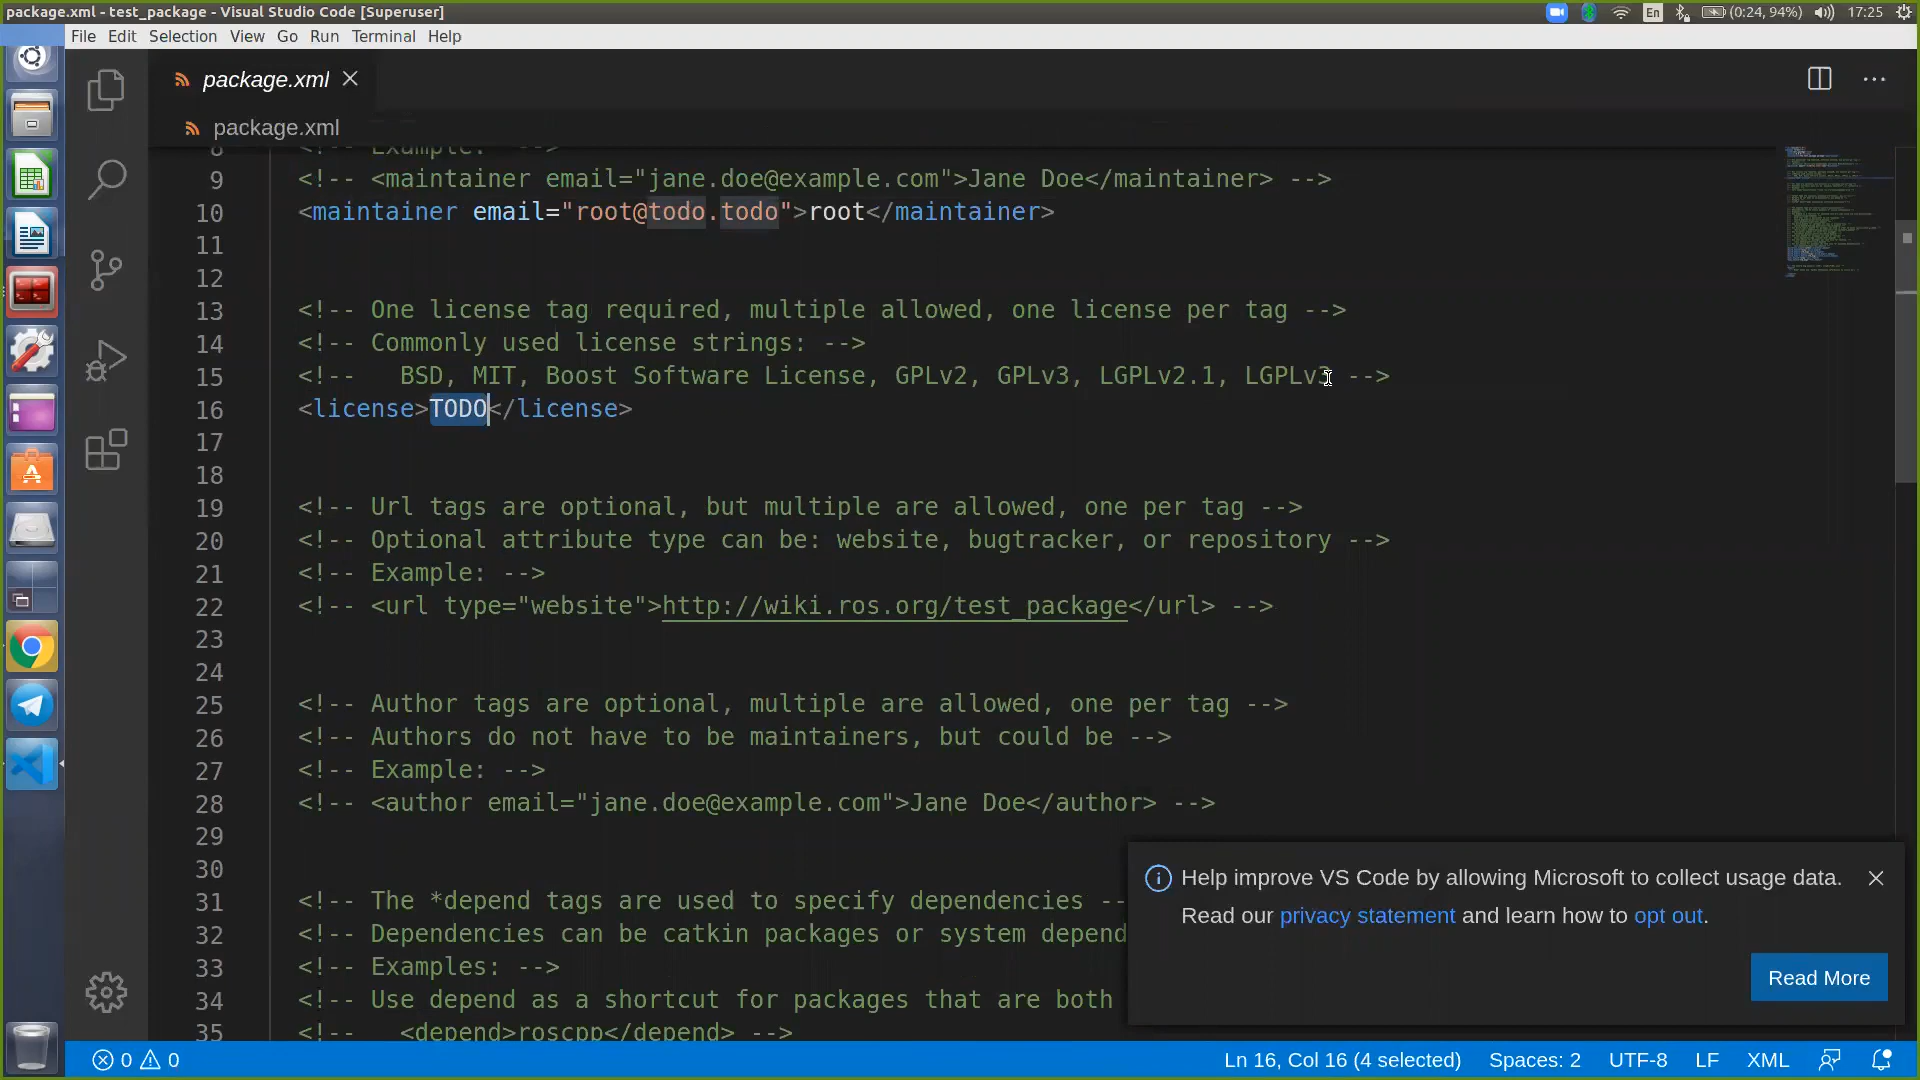 package.xml - test_package - Visual Studio Code [Superuser]
En
(0:24, 94%)
17:25
File Edit Selection View Go Run Terminal Help
package.xml
package.xml
8 <!-- Example: -->
9 <!-- <maintainer email="jane.doe@example.com">Jane Doe</maintainer> -->
10 <maintainer email="root@todo.todo">root</maintainer>
11
12
13 <!-- One license tag required, multiple allowed, one license per tag -->
14 <!-- Commonly used license strings: -->
15 <!--   BSD, MIT, Boost Software License, GPLv2, GPLv3, LGPLv2.1, LGPLv3 -->
16 <license>TODO</license>
17
18
19 <!-- Url tags are optional, but multiple are allowed, one per tag -->
20 <!-- Optional attribute type can be: website, bugtracker, or repository -->
21 <!-- Example: -->
22 <!-- <url type="website">http://wiki.ros.org/test_package</url> -->
23
24
25 <!-- Author tags are optional, multiple are allowed, one per tag -->
26 <!-- Authors do not have to be maintainers, but could be -->
27 <!-- Example: -->
28 <!-- <author email="jane.doe@example.com">Jane Doe</author> -->
29
30
31 <!-- The *depend tags are used to specify dependencies --
32 <!-- Dependencies can be catkin packages or system depend
33 <!-- Examples: -->
34 <!-- Use depend as a shortcut for packages that are both
35 <!--   <depend>roscpp</depend> -->
Help improve VS Code by allowing Microsoft to collect usage data.
Read our privacy statement and learn how to opt out.
Read More
0 0
Ln 16, Col 16 (4 selected) Spaces: 2 UTF-8 LF XML